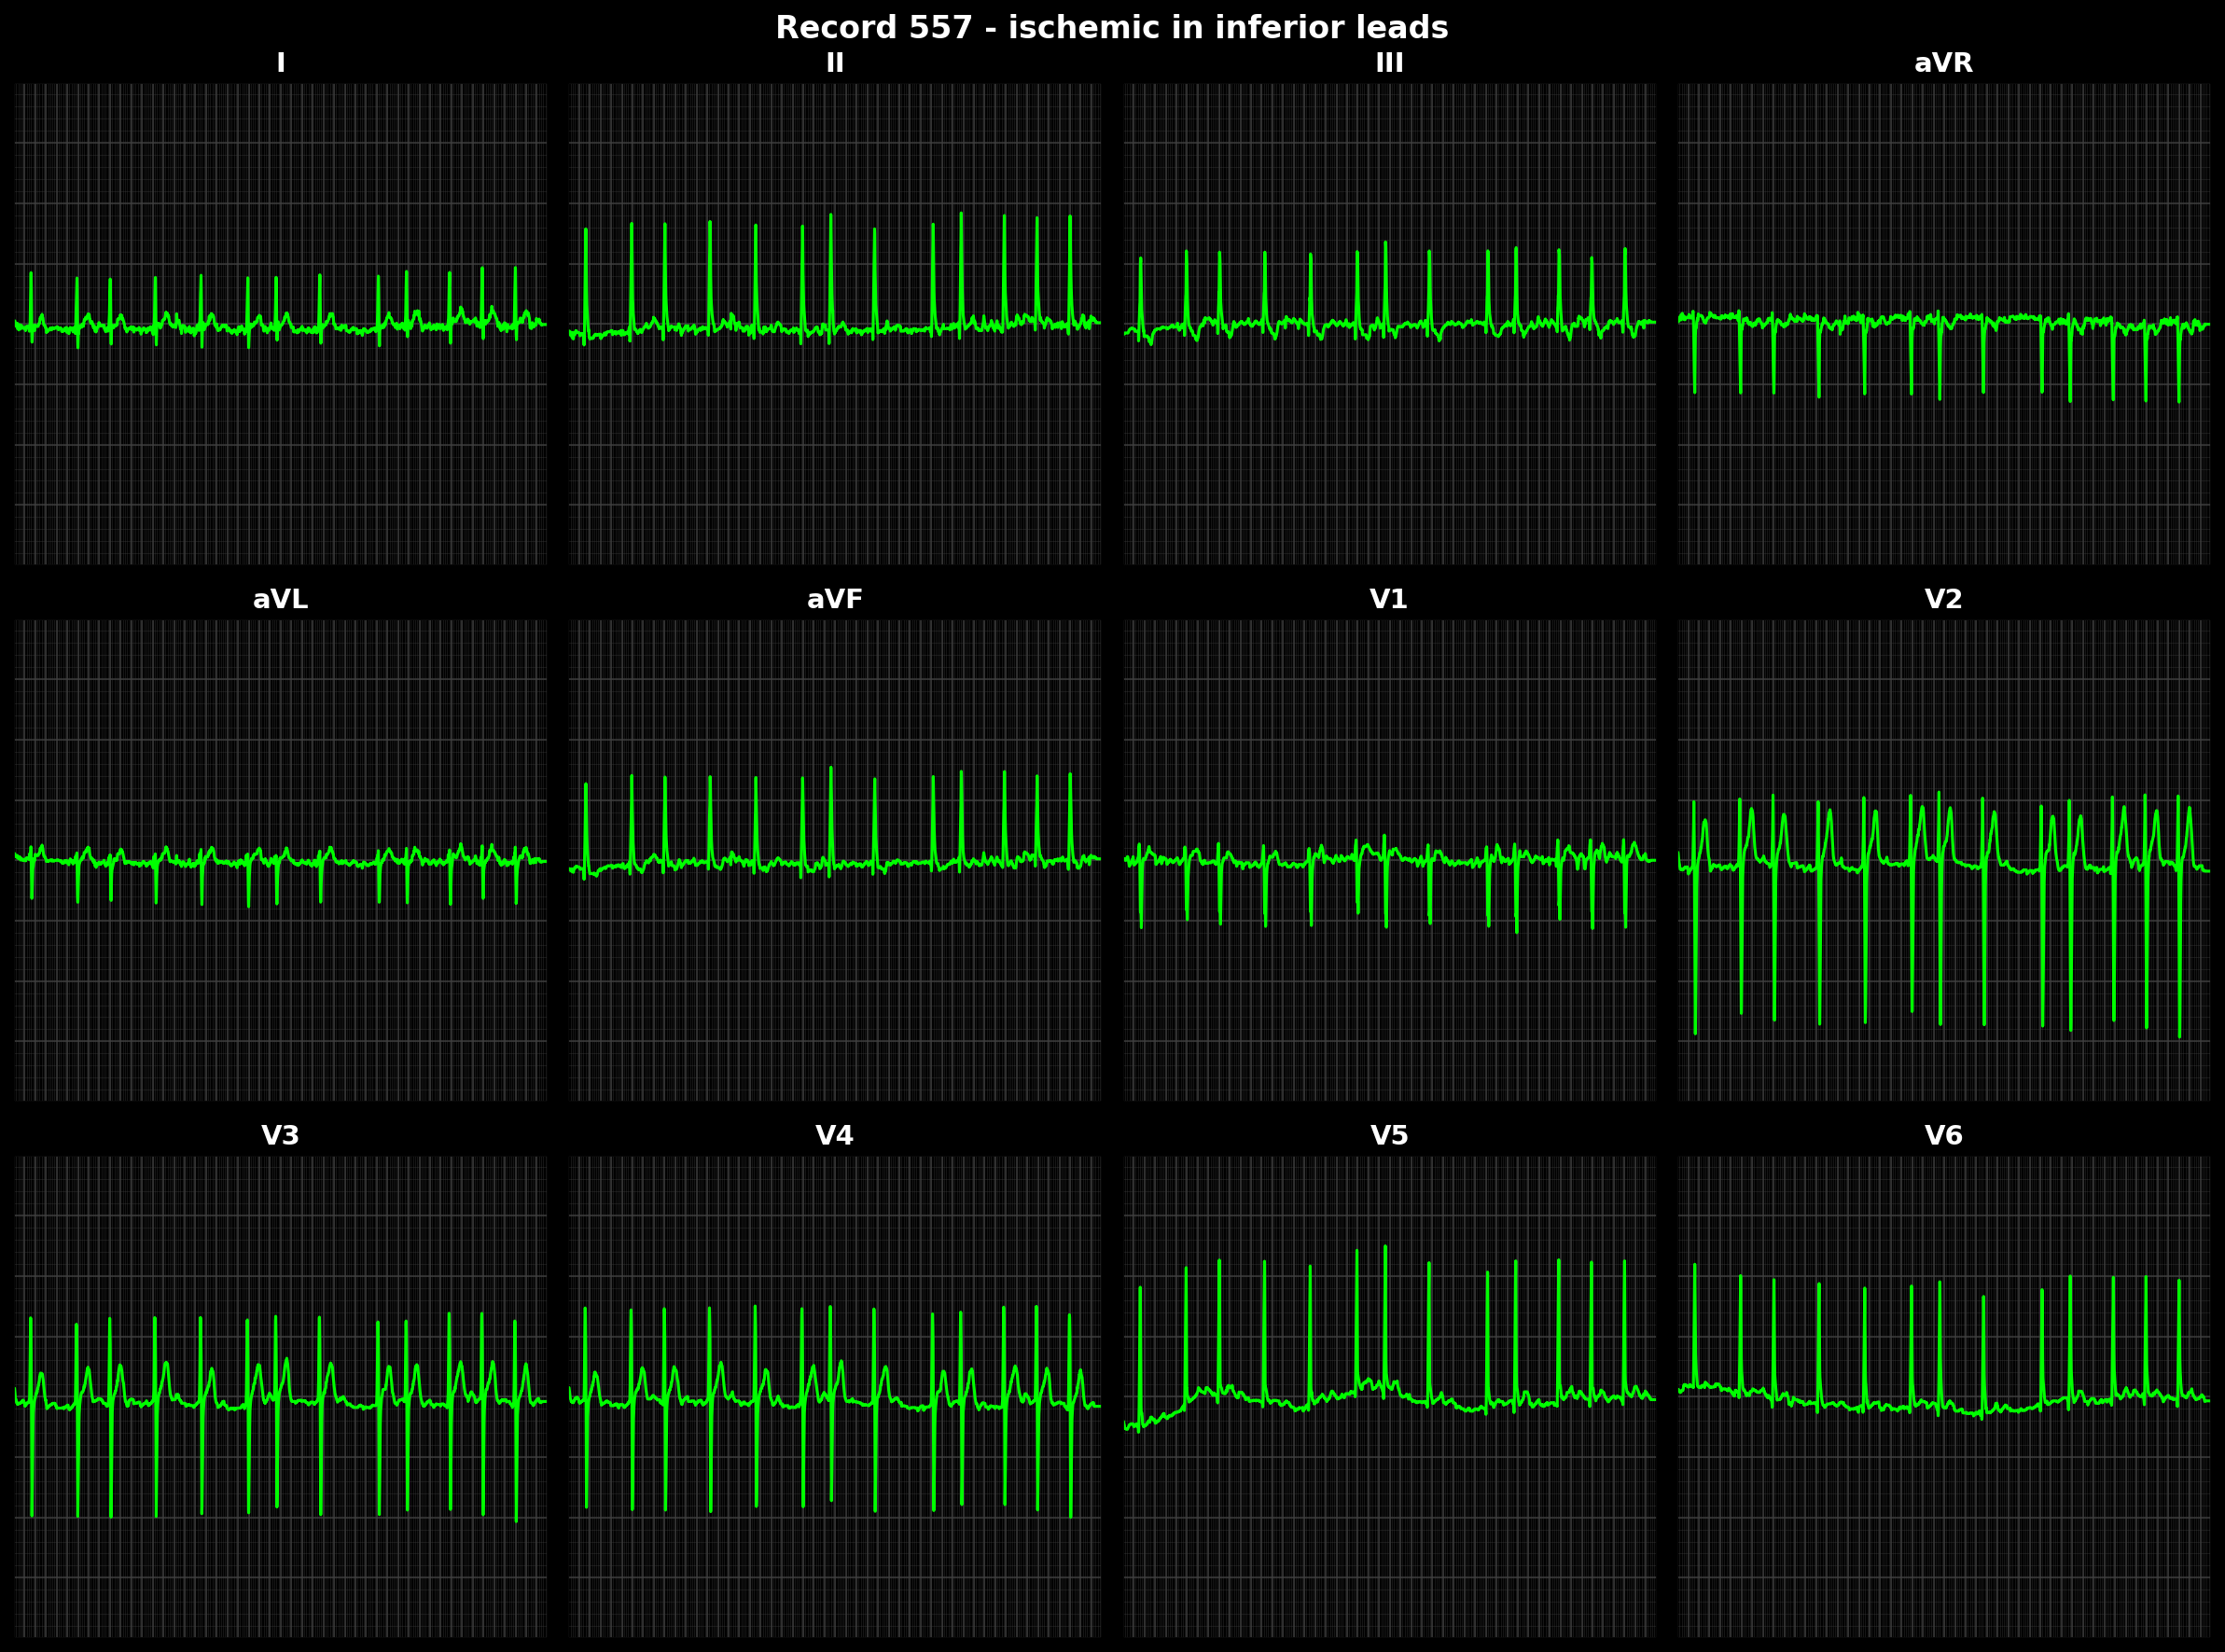 Record 557 - ischemic in inferior leads
I II III aVR
aVL aVF V1 V2
V3 V4 V5 V6